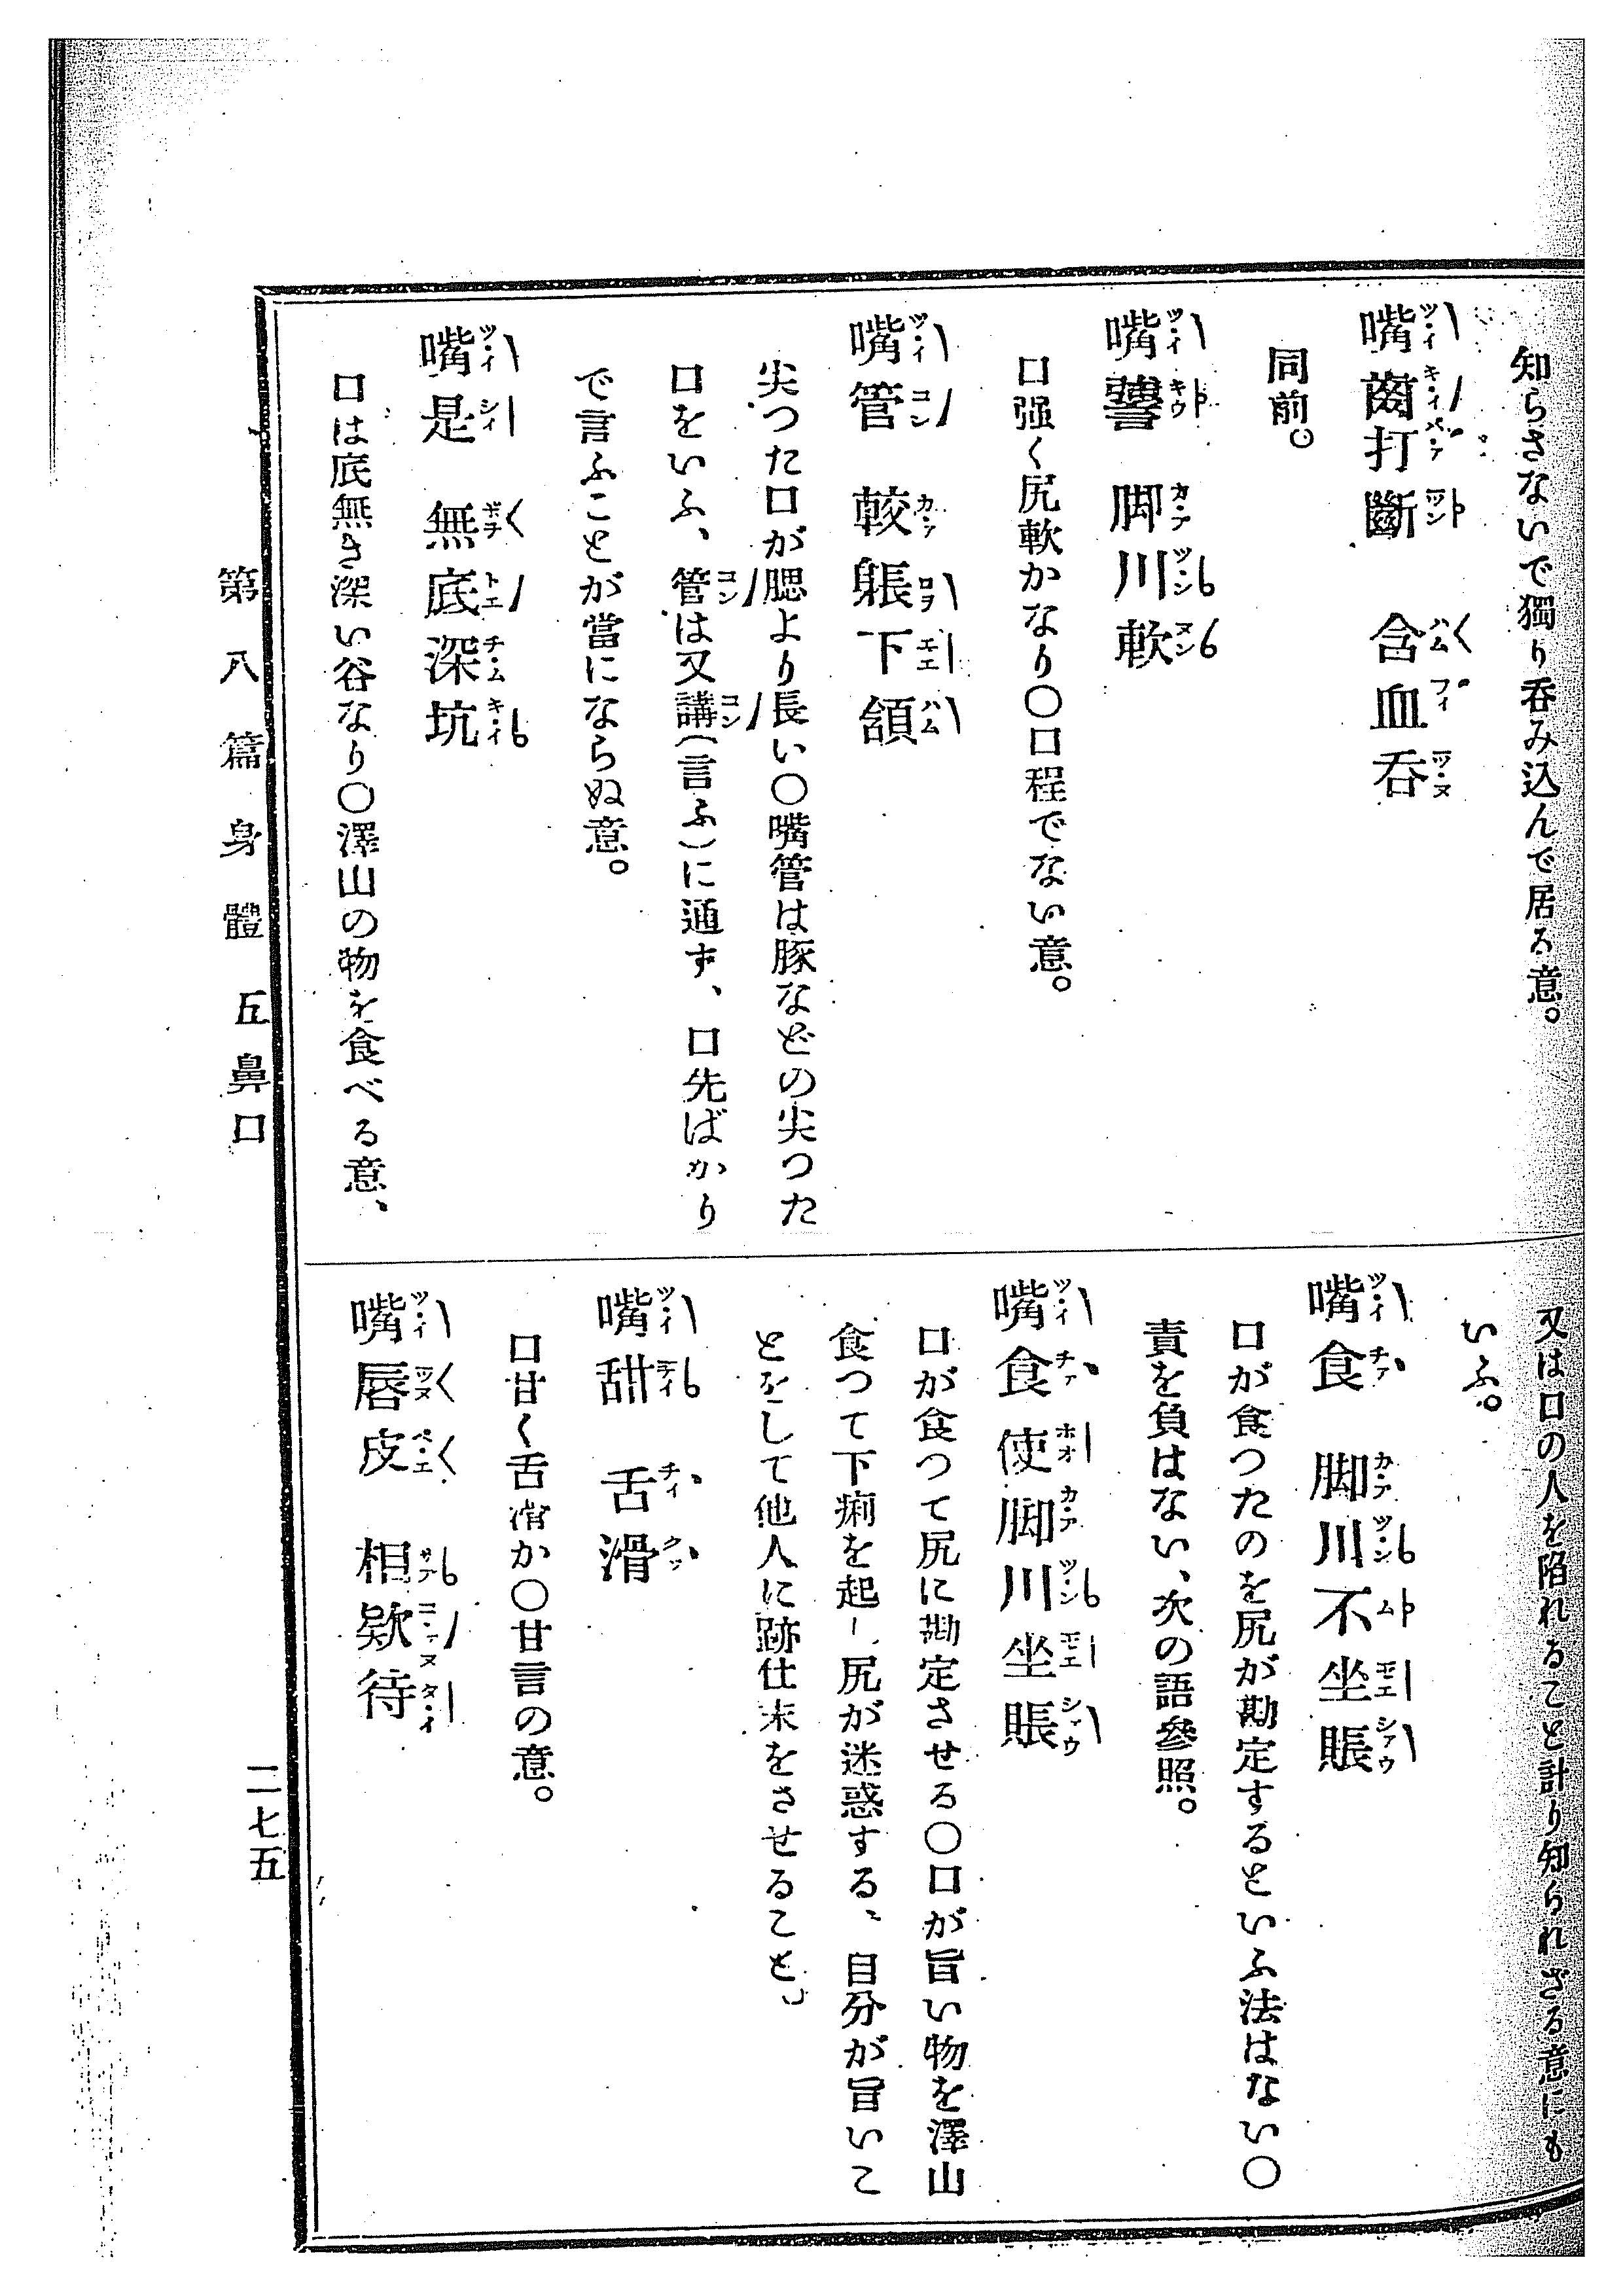 知らさないで獨り呑み込んで居る意。
嘴齒打斷 含血呑
同前。
脚川軟
口强く尻軟かなり〇口程でない意。
嘴管 較躼下頷
尖つた口が腮より長い〇嘴管は豚などの尖つた
口をいふ、管は又講(言ふ)に通ず、口先ばかり
で言ふことが當にならぬ意。
嘴是 無底深坑
口は底無き深い谷なり〇澤山の物を食べる意、
又は口の人を陷れること計り知られざる意にも
いふ。
嘴食 脚川不坐賬
口が食つたのを尻が勘定するといふ法はない〇
責を負はない、次の語參照。
嘴食使脚川坐賬
口が食つて尻に勘定させる〇口が旨い物を澤山
食つて下痢を起し尻が迷惑する、自分が旨いこ
とをして他人に跡仕末をさせること。
嘴甜 舌滑
口甘く舌滑か〇甘言の意。
嘴唇皮 相欵待
第八篇 身體 五 鼻口
二七五